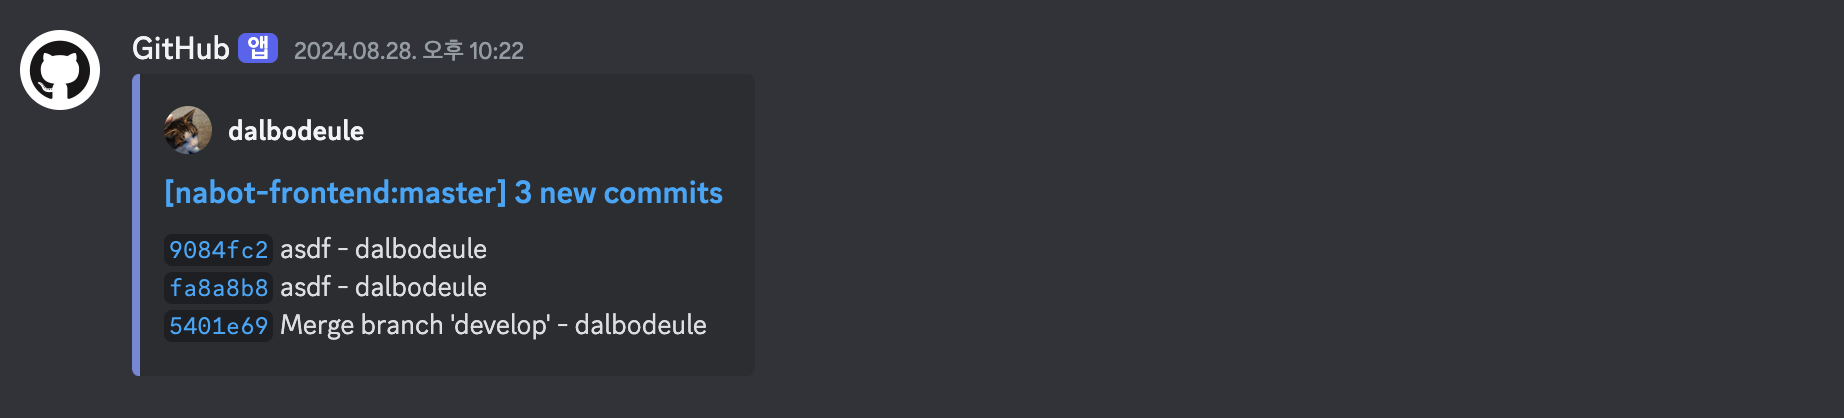 GitHub 앱 2024.08.28. 오후 10:22
dalbodeule
[nabot-frontend:master] 3 new commits
9084fc2 asdf - dalbodeule
fa8a8b8 asdf - dalbodeule
5401e69 Merge branch 'develop' - dalbodeule